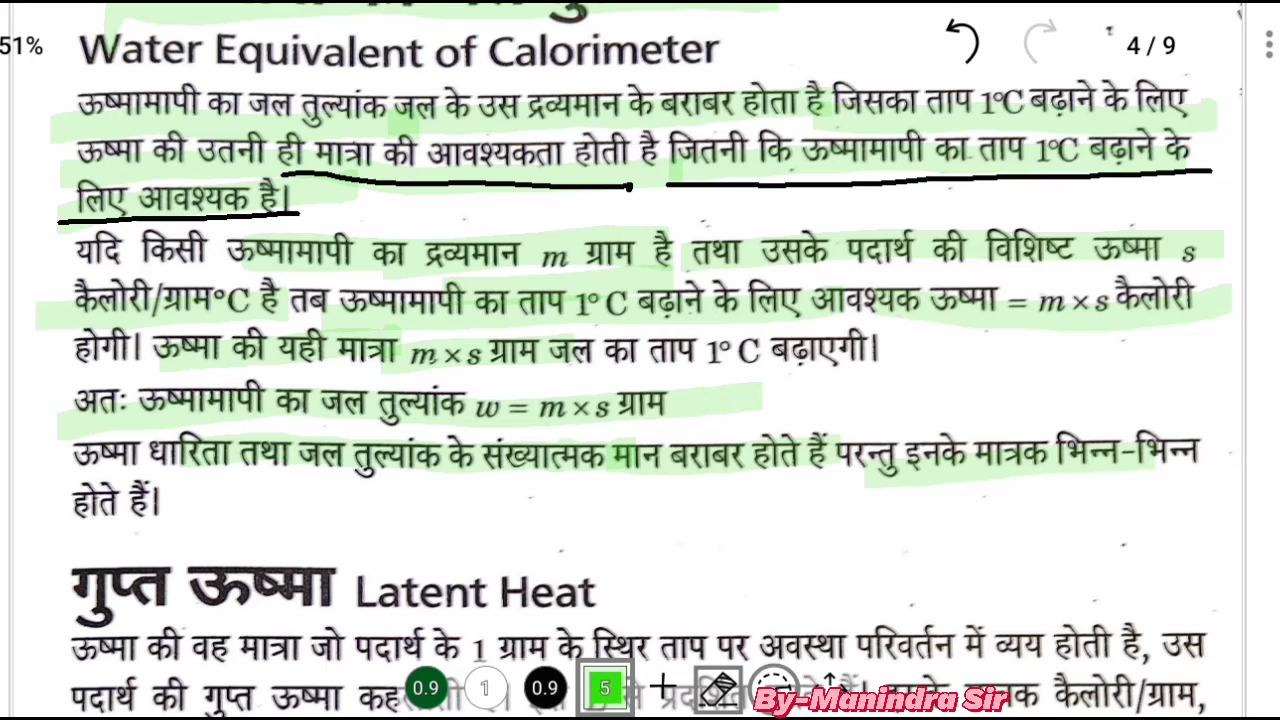 51%
Water Equivalent of Calorimeter
4 / 9
ऊष्मामापी का जल तुल्यांक जल के उस द्रव्यमान के बराबर होता है जिसका ताप 1°C बढ़ाने के लिए
ऊष्मा की उतनी ही मात्रा की आवश्यकता होती है जितनी कि ऊष्मामापी का ताप 1°C बढ़ाने के
लिए आवश्यक है।
यदि किसी ऊष्मामापी का द्रव्यमान m ग्राम है तथा उसके पदार्थ की विशिष्ट ऊष्मा s
कैलोरी/ग्राम°C है तब ऊष्मामापी का ताप 1° C बढ़ाने के लिए आवश्यक ऊष्मा = m × s कैलोरी
होगी। ऊष्मा की यही मात्रा m × s ग्राम जल का ताप 1° C बढ़ाएगी।
अतः ऊष्मामापी का जल तुल्यांक w = m × s ग्राम
ऊष्मा धारिता तथा जल तुल्यांक के संख्यात्मक मान बराबर होते हैं परन्तु इनके मात्रक भिन्न-भिन्न
होते हैं।
गुप्त ऊष्मा Latent Heat
ऊष्मा की वह मात्रा जो पदार्थ के 1 ग्राम के स्थिर ताप पर अवस्था परिवर्तन में व्यय होती है, उस
पदार्थ की गुप्त ऊष्मा कैलोरी/ग्राम,
0.9 1 0.9 5
By-Manindra Sir